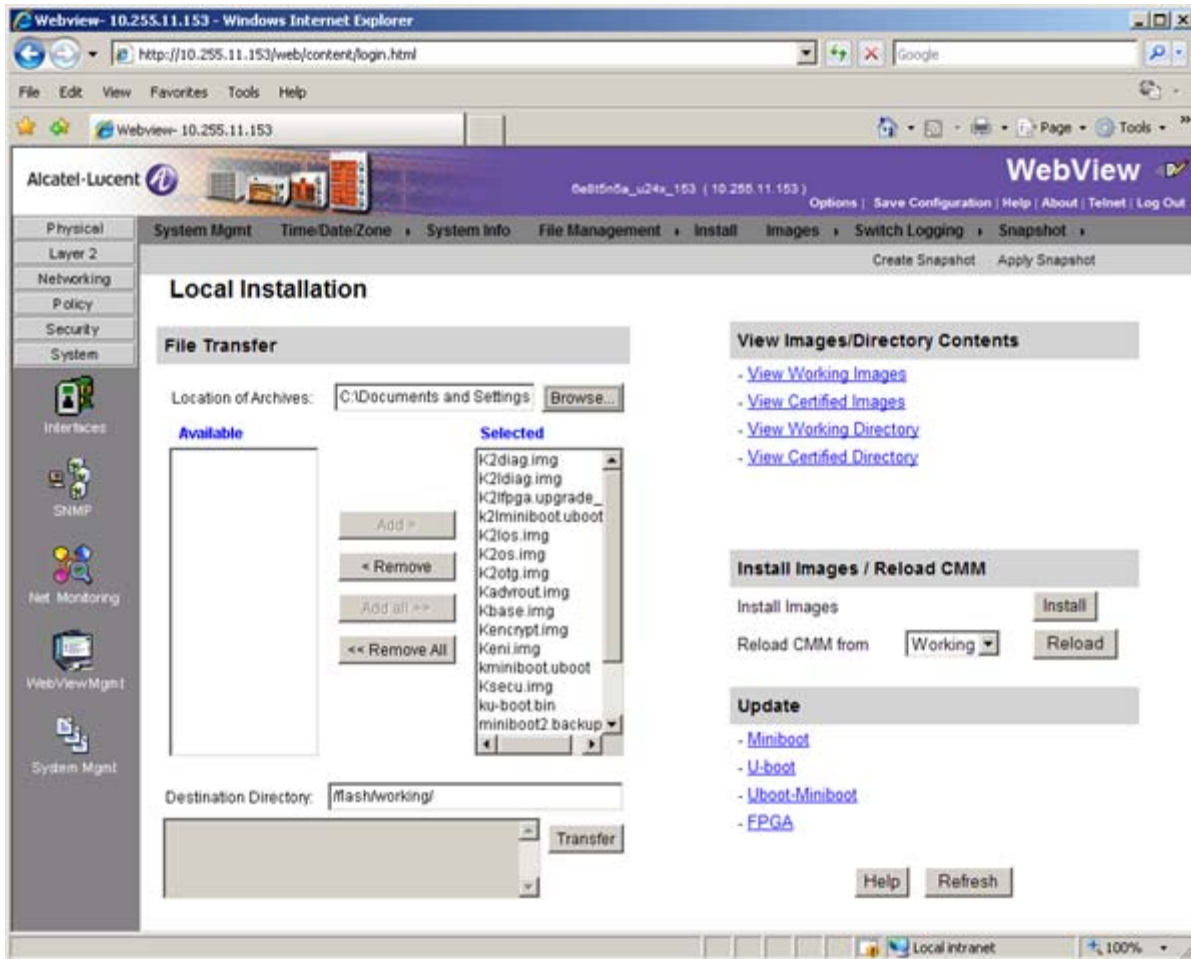 Webview- 10.255.11.153 - Windows Internet Explorer
http://10.255.11.153/web/content/login.html
Google
File Edit View Favorites Tools Help
Webview- 10.255.11.153
Page Tools
Alcatel-Lucent
WebView
(10.255.11.153)
Options | Save Configuration | Help | About | Telnet | Log Out
Physical
Layer 2
Networking
Policy
Security
System
Interfaces
SNMP
Net Monitoring
WebViewMgmt
System Mgmt
System Mgmt Time/Date/Zone System Info File Management Install Images Switch Logging Snapshot
Create Snapshot Apply Snapshot
Local Installation
File Transfer
Location of Archives: C:\Documents and Settings Browse...
Available
Selected
K2diag.img
K2ldiag.img
K2lfpga.upgrade_
k2lminiboot.uboot
K2los.img
K2os.img
K2otg.img
Kadvrout.img
Kbase.img
Kencrypt.img
Keni.img
kminiboot.uboot
Ksecu.img
ku-boot.bin
miniboot2.backup
Add >
< Remove
Add all >>
<< Remove All
Destination Directory: /flash/working/
Transfer
View Images/Directory Contents
- View Working Images
- View Certified Images
- View Working Directory
- View Certified Directory
Install Images / Reload CMM
Install Images Install
Reload CMM from Working Reload
Update
- Miniboot
- U-boot
- Uboot-Miniboot
- FPGA
Help Refresh
Local intranet 100%